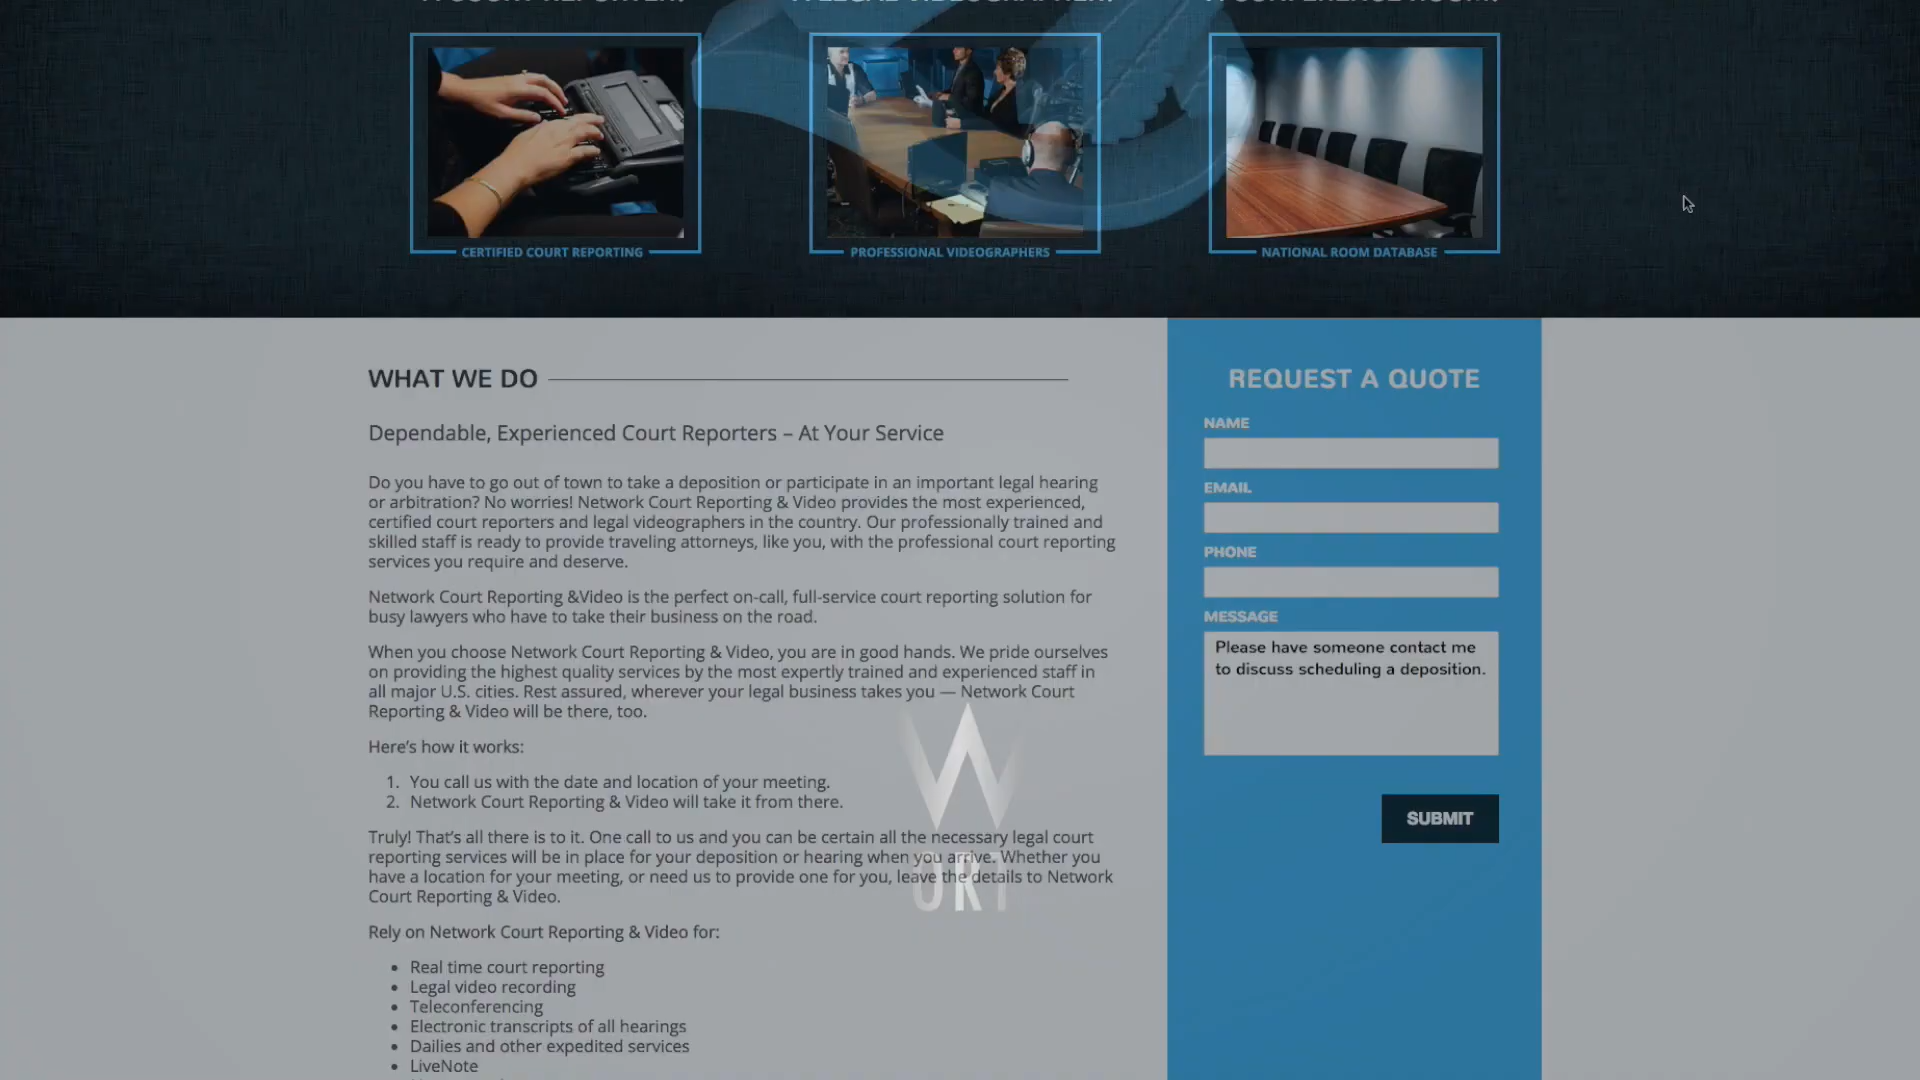 CERTIFIED COURT REPORTING
PROFESSIONAL VIDEOGRAPHERS
NATIONAL ROOM DATABASE
WHAT WE DO
Dependable, Experienced Court Reporters – At Your Service
Do you have to go out of town to take a deposition or participate in an important legal hearing
or arbitration? No worries! Network Court Reporting & Video provides the most experienced,
certified court reporters and legal videographers in the country. Our professionally trained and
skilled staff is ready to provide traveling attorneys, like you, with the professional court reporting
services you require and deserve.
Network Court Reporting &Video is the perfect on-call, full-service court reporting solution for
busy lawyers who have to take their business on the road.
When you choose Network Court Reporting & Video, you are in good hands. We pride ourselves
on providing the highest quality services by the most expertly trained and experienced staff in
all major U.S. cities. Rest assured, wherever your legal business takes you — Network Court
Reporting & Video will be there, too.
Here's how it works:
1. You call us with the date and location of your meeting.
2. Network Court Reporting & Video will take it from there.
Truly! That's all there is to it. One call to us and you can be certain all the necessary legal court
reporting services will be in place for your deposition or hearing when you arrive. Whether you
have a location for your meeting, or need us to provide one for you, leave the details to Network
Court Reporting & Video.
Rely on Network Court Reporting & Video for:
• Real time court reporting
• Legal video recording
• Teleconferencing
• Electronic transcripts of all hearings
• Dailies and other expedited services
• LiveNote
REQUEST A QUOTE
NAME
EMAIL
PHONE
MESSAGE
Please have someone contact me
to discuss scheduling a deposition.
SUBMIT
W